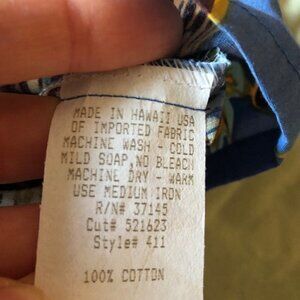 MADE IN HAWAII USA
OF IMPORTED FABRIC
MACHINE WASH - COLD
MILD SOAP, NO BLEACH
MACHINE DRY - WARM
USE MEDIUM IRON
R/N# 37145
Cut# 521623
Style# 411
100% COTTON